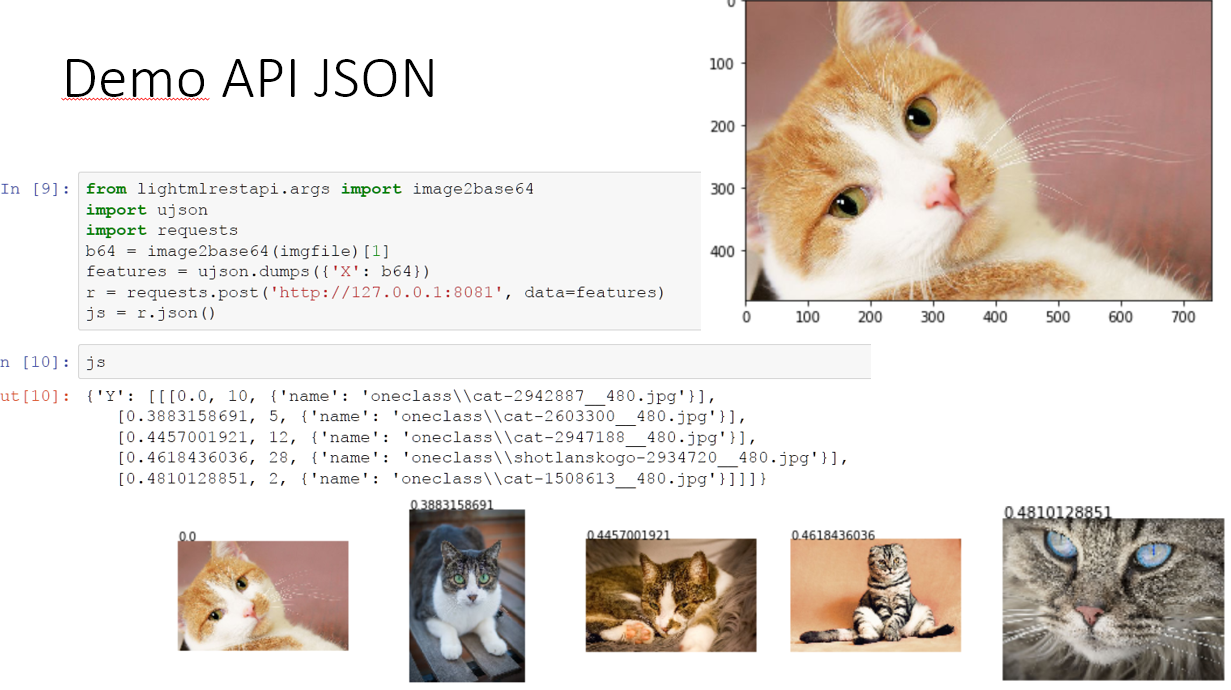 Demo API JSON
0
100
200
300
400
0 100 200 300 400 500 600 700
In [9]:
from lightmlrestapi.args import image2base64
import ujson
import requests
b64 = image2base64(imgfile)[1]
features = ujson.dumps({'X': b64})
r = requests.post('http://127.0.0.1:8081', data=features)
js = r.json()
n [10]: js
ut[10]: {'Y': [[[0.0, 10, {'name': 'oneclass\\cat-2942887__480.jpg'}],
[0.3883158691, 5, {'name': 'oneclass\\cat-2603300__480.jpg'}],
[0.4457001921, 12, {'name': 'oneclass\\cat-2947188__480.jpg'}],
[0.4618436036, 28, {'name': 'oneclass\\shotlanskogo-2934720__480.jpg'}],
[0.4810128851, 2, {'name': 'oneclass\\cat-1508613__480.jpg'}]]]}
0.0
0.3883158691
0.4457001921
0.4618436036
0.4810128851